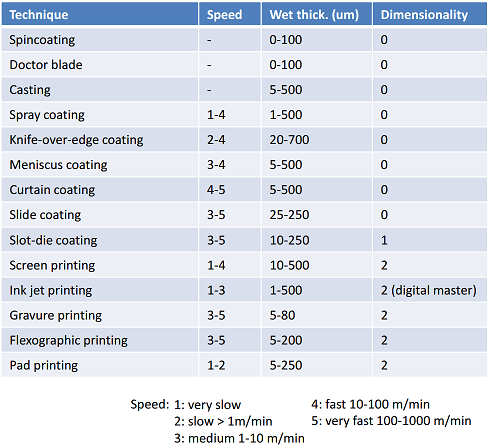 Technique Speed Wet thick. (um) Dimensionality
Spincoating - 0-100 0
Doctor blade - 0-100 0
Casting - 5-500 0
Spray coating 1-4 1-500 0
Knife-over-edge coating 2-4 20-700 0
Meniscus coating 3-4 5-500 0
Curtain coating 4-5 5-500 0
Slide coating 3-5 25-250 0
Slot-die coating 3-5 10-250 1
Screen printing 1-4 10-500 2
Ink jet printing 1-3 1-500 2 (digital master)
Gravure printing 3-5 5-80 2
Flexographic printing 3-5 5-200 2
Pad printing 1-2 5-250 2
Speed: 1: very slow 4: fast 10-100 m/min
2: slow > 1m/min 5: very fast 100-1000 m/min
3: medium 1-10 m/min